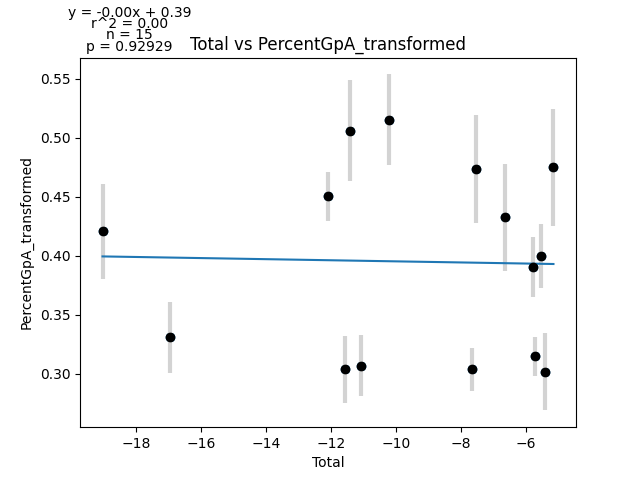 y = -0.00x + 0.39
r^2 = 0.00
n = 15
p = 0.92929
Total vs PercentGpA_transformed
PercentGpA_transformed
0.55
0.50
0.45
0.40
0.35
0.30
−18 −16 −14 −12 −10 −8 −6
Total